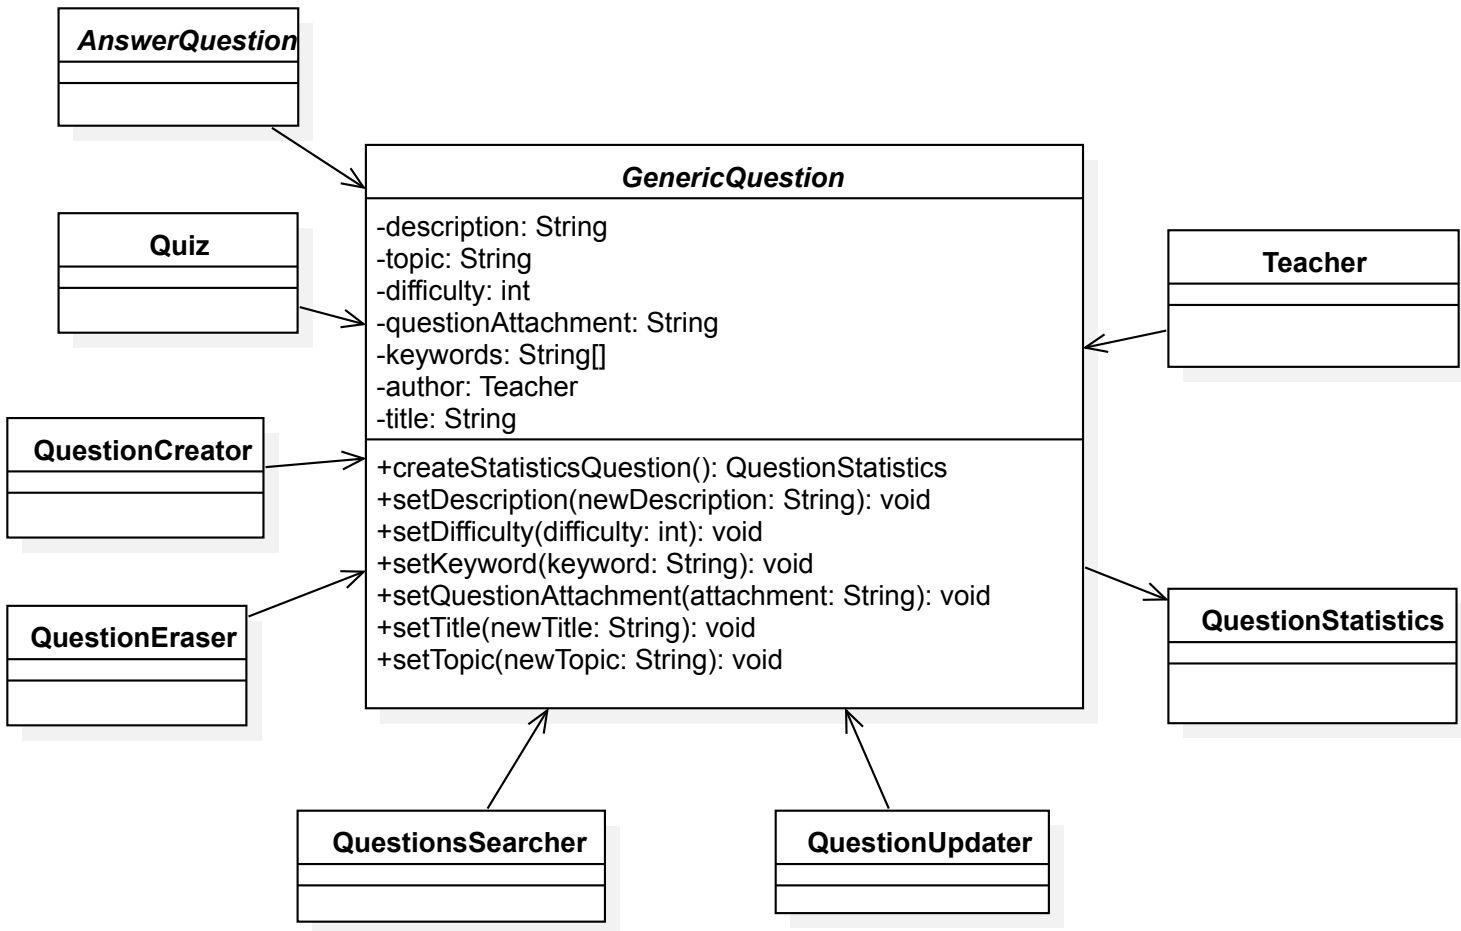 AnswerQuestion
GenericQuestion
-description: String
-topic: String
-difficulty: int
-questionAttachment: String
-keywords: String[]
-author: Teacher
-title: String
+createStatisticsQuestion(): QuestionStatistics
+setDescription(newDescription: String): void
+setDifficulty(difficulty: int): void
+setKeyword(keyword: String): void
+setQuestionAttachment(attachment: String): void
+setTitle(newTitle: String): void
+setTopic(newTopic: String): void
Quiz
Teacher
QuestionCreator
QuestionEraser
QuestionStatistics
QuestionsSearcher
QuestionUpdater